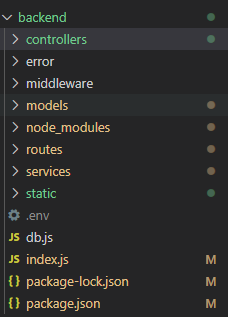 backend
controllers
error
middleware
models
node_modules
routes
services
static
.env
JS db.js
JS index.js M
{} package-lock.json M
{} package.json M